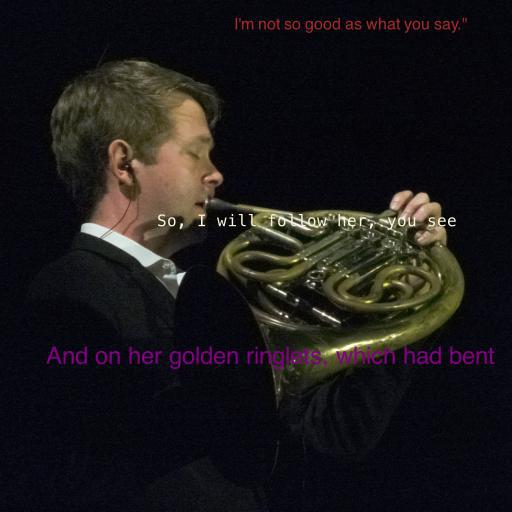 I'm not so good as what you say."
So, I will follow her, you see
And on her golden ringlets, which had bent